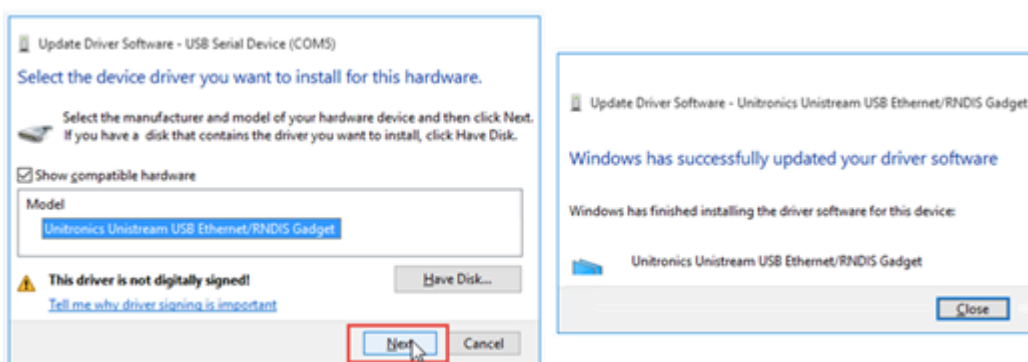 Update Driver Software - USB Serial Device (COM5)
Select the device driver you want to install for this hardware.
Select the manufacturer and model of your hardware device and then click Next.
If you have a disk that contains the driver you want to install, click Have Disk.
Show compatible hardware
Model
Unitronics Unistream USB Ethernet/RNDIS Gadget
This driver is not digitally signed!
Have Disk...
Tell me why driver signing is important
Next
Cancel
Update Driver Software - Unitronics Unistream USB Ethernet/RNDIS Gadget
Windows has successfully updated your driver software
Windows has finished installing the driver software for this device:
Unitronics Unistream USB Ethernet/RNDIS Gadget
Close